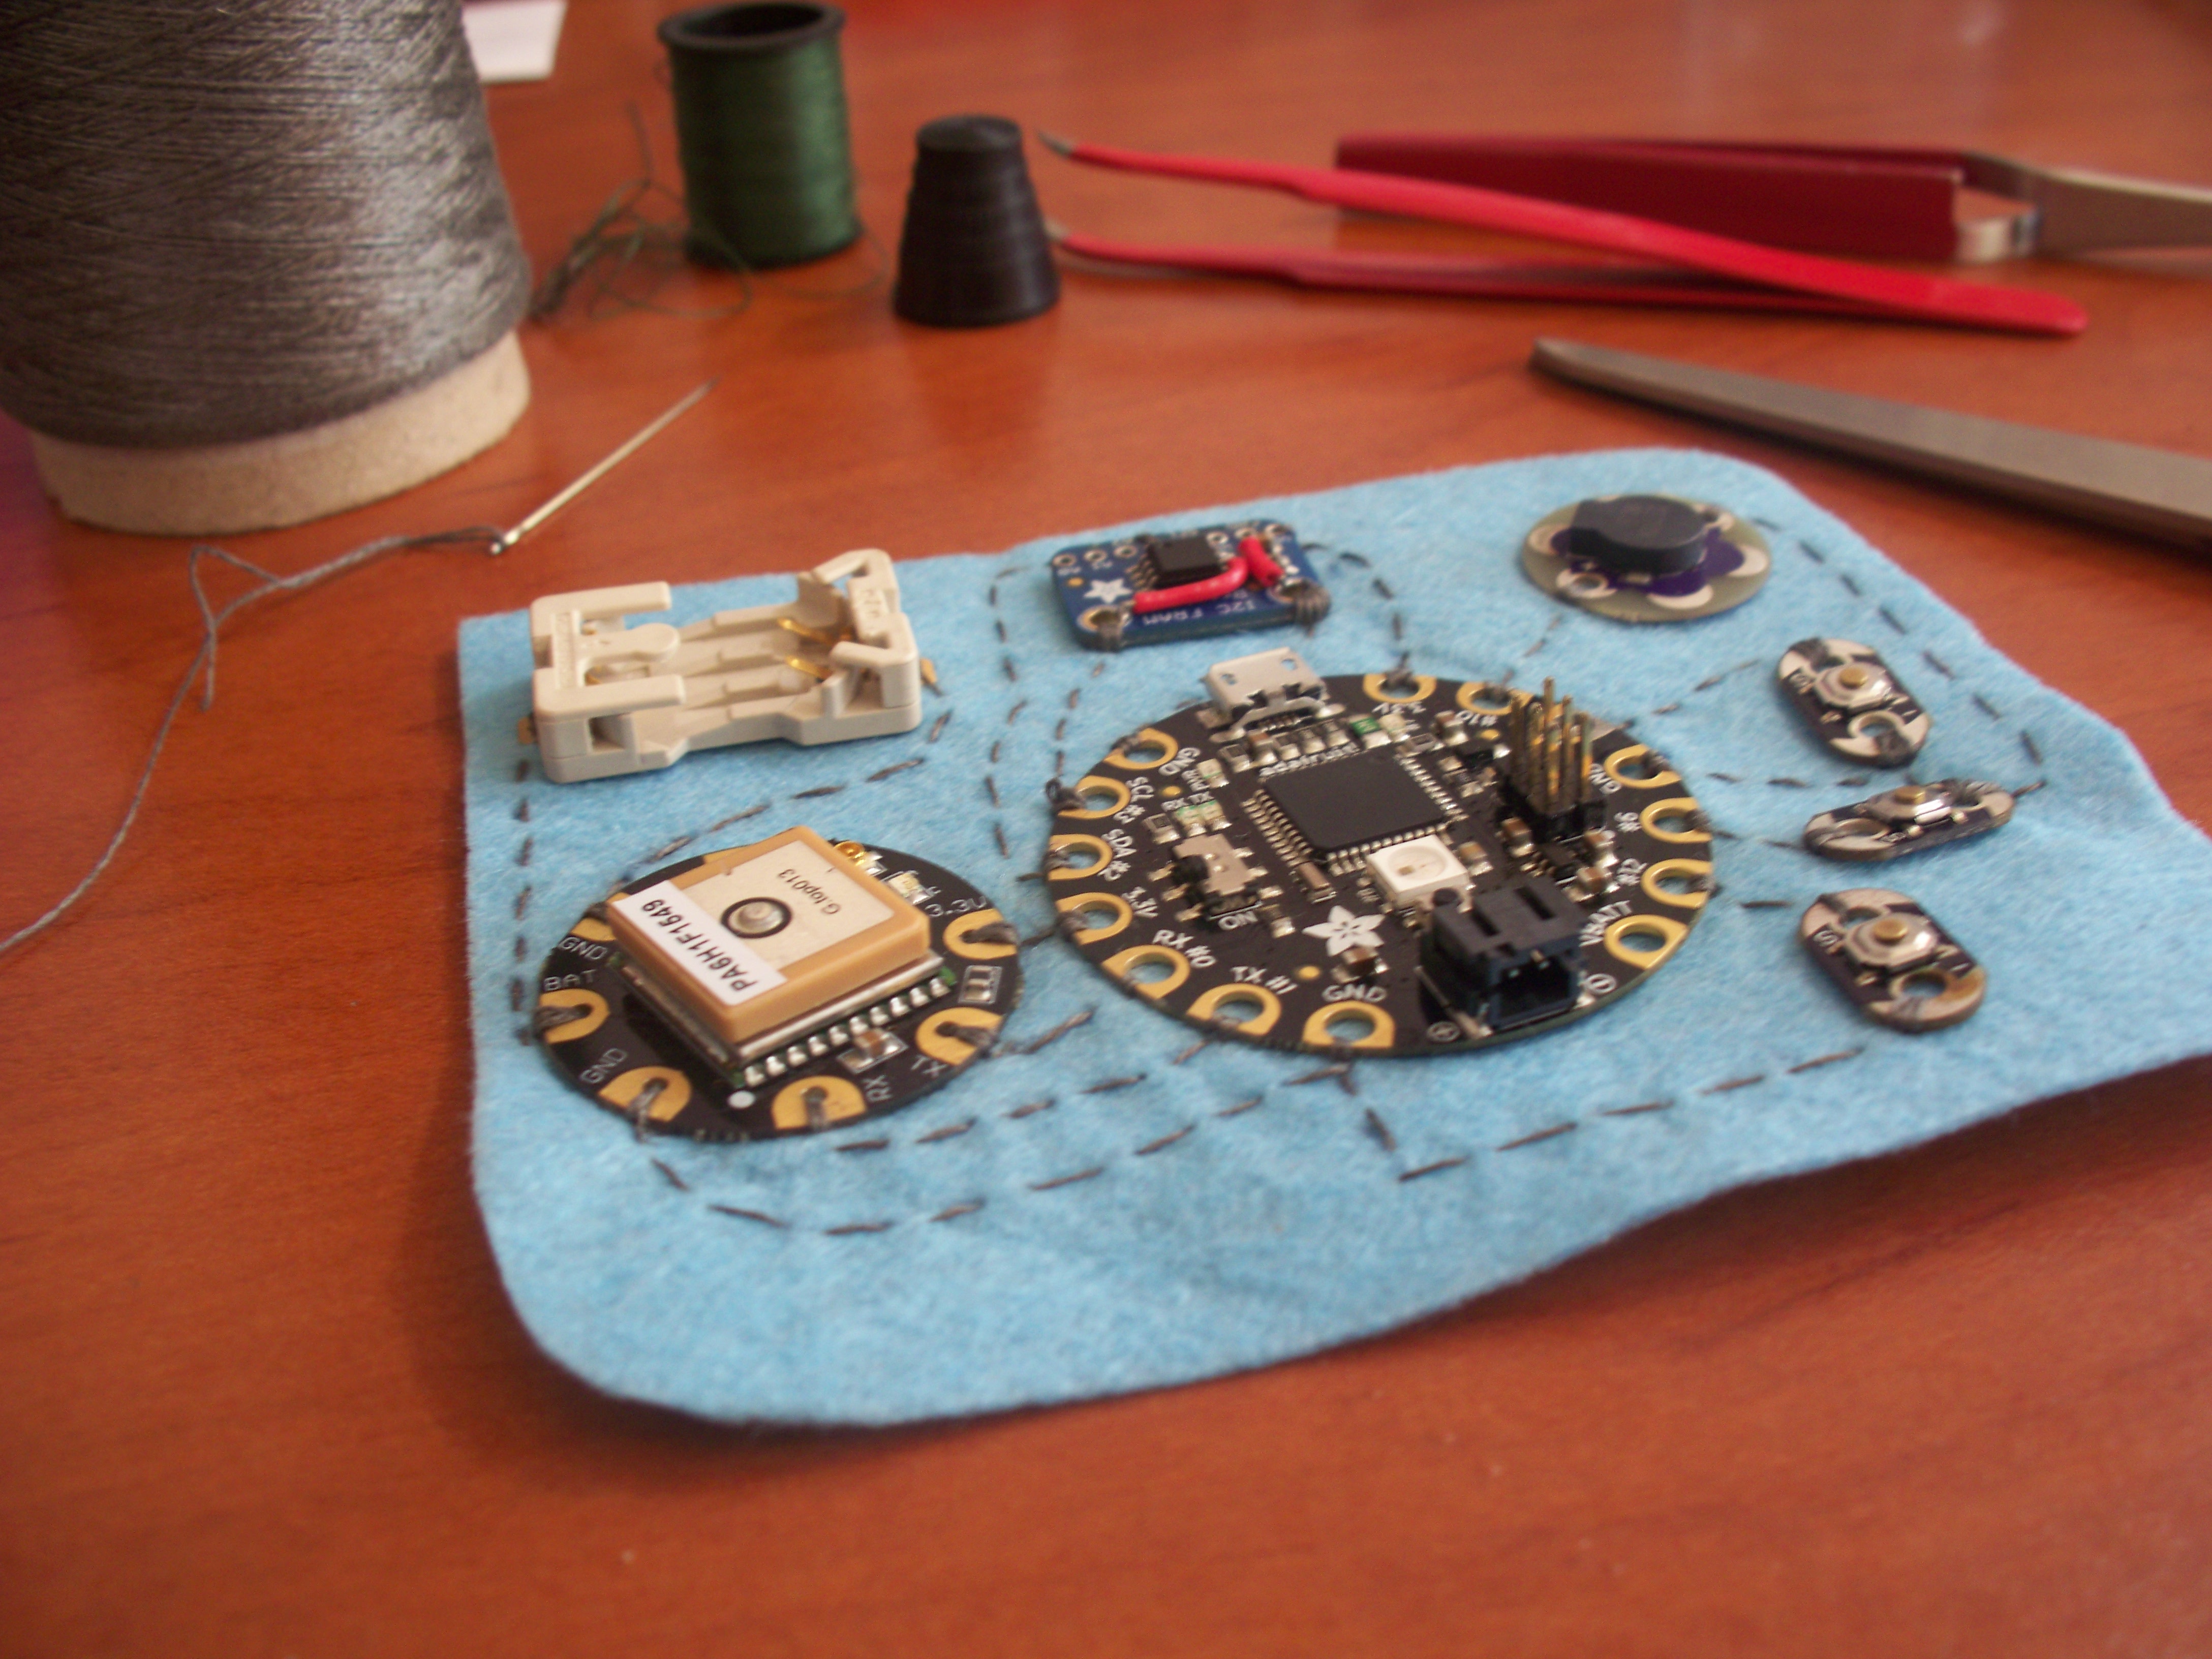 I2C FRAM
3.3V
#10
GND
SCL #3
SDA #2
3.3V
RX #0
TX #1
GND
VBATT
#12
#6
GND
ON
adafruit!
Gtop013
PA6H1F1649
3.3V
GND
BAT
GND
RX
TX
S
S